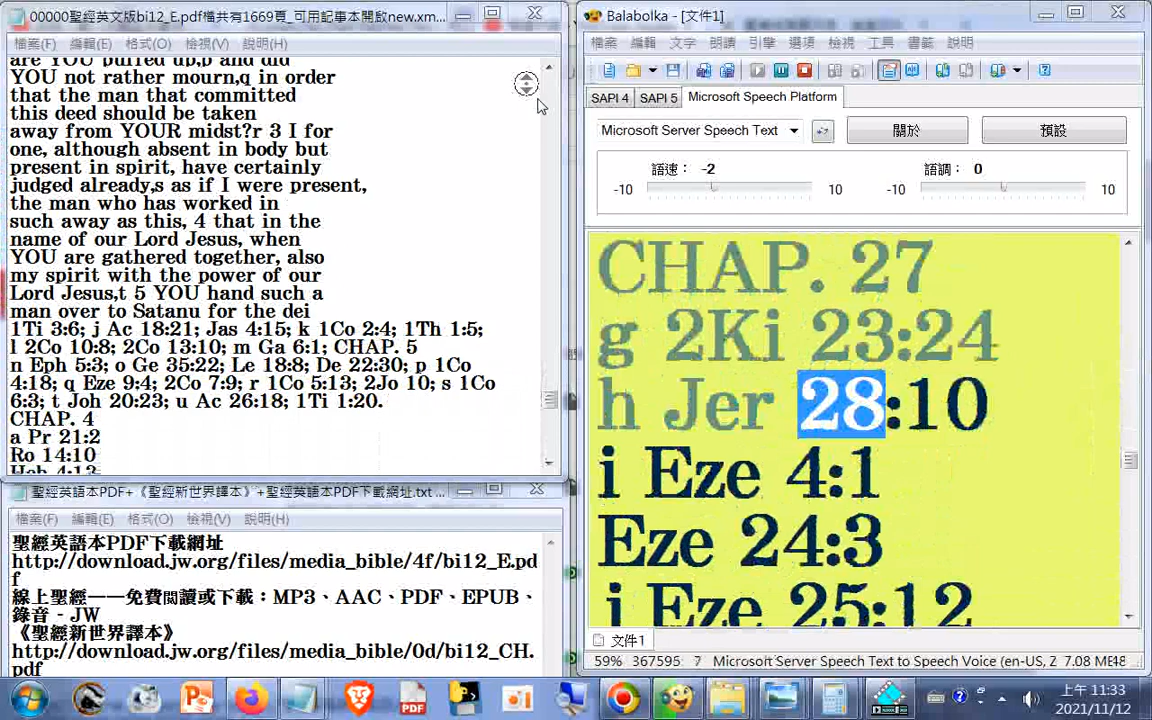 00000聖經英文版bi12_E.pdf檔共有1669頁_可用記事本開啟new.xm...
檔案(F) 編輯(E) 格式(O) 檢視(V) 說明(H)
are YOU puffed up,p and did
YOU not rather mourn,q in order
that the man that committed
this deed should be taken
away from YOUR midst?r 3 I for
one, although absent in body but
present in spirit, have certainly
judged already,s as if I were present,
the man who has worked in
such away as this, 4 that in the
name of our Lord Jesus, when
YOU are gathered together, also
my spirit with the power of our
Lord Jesus,t 5 YOU hand such a
man over to Satanu for the dei
1Ti 3:6; j Ac 18:21; Jas 4:15; k 1Co 2:4; 1Th 1:5;
l 2Co 10:8; 2Co 13:10; m Ga 6:1; CHAP. 5
n Eph 5:3; o Ge 35:22; Le 18:8; De 22:30; p 1Co
4:18; q Eze 9:4; 2Co 7:9; r 1Co 5:13; 2Jo 10; s 1Co
6:3; t Joh 20:23; u Ac 26:18; 1Ti 1:20.
CHAP. 4
a Pr 21:2
Ro 14:10
Heb 4:13
聖經英語本PDF+《聖經新世界譯本》+聖經英語本PDF下載網址.txt ...
檔案(F) 編輯(E) 格式(O) 檢視(V) 說明(H)
聖經英語本PDF下載網址
http://download.jw.org/files/media_bible/4f/bi12_E.pd
f
線上聖經——免費閱讀或下載：MP3、AAC、PDF、EPUB、
錄音 - JW
《聖經新世界譯本》
http://download.jw.org/files/media_bible/0d/bi12_CH.
pdf
Balabolka - [文件1]
檔案 編輯 文字 朗讀 引擎 選項 檢視 工具 書籤 說明
SAPI 4 SAPI 5 Microsoft Speech Platform
Microsoft Server Speech Text 關於 預設
語速： -2 語調： 0
-10 10 -10 10
CHAP. 27
g 2Ki 23:24
h Jer 28:10
i Eze 4:1
Eze 24:3
j Eze 25:12
文件1
59% 367595: 7 Microsoft Server Speech Text to Speech Voice (en-US, Z 7.08 MB
上午 11:33
2021/11/12